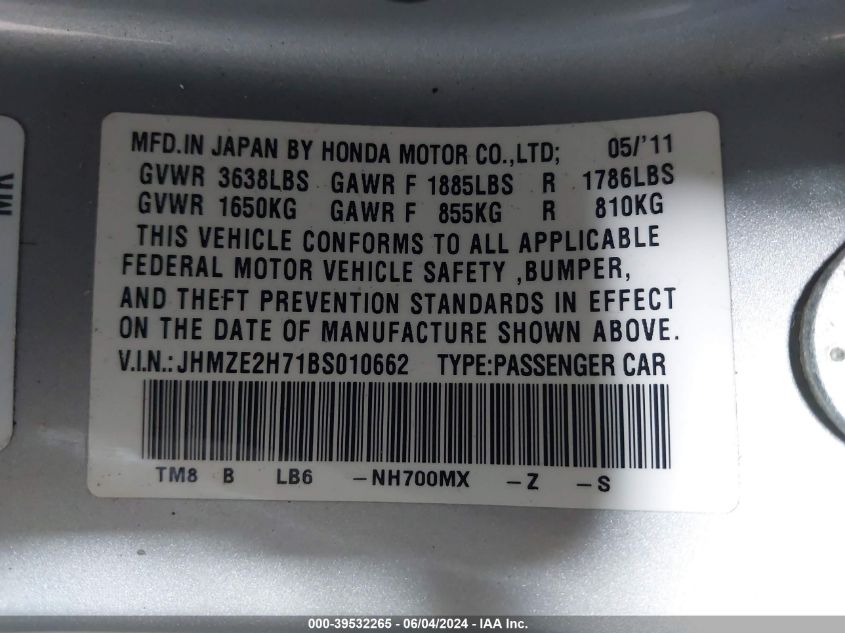 MFD.IN JAPAN BY HONDA MOTOR CO.,LTD; 05/'11
GVWR 3638LBS GAWR F 1885LBS R 1786LBS
GVWR 1650KG GAWR F 855KG R 810KG
THIS VEHICLE CONFORMS TO ALL APPLICABLE
FEDERAL MOTOR VEHICLE SAFETY ,BUMPER,
AND THEFT PREVENTION STANDARDS IN EFFECT
ON THE DATE OF MANUFACTURE SHOWN ABOVE.
V.I.N.:JHMZE2H71BS010662 TYPE:PASSENGER CAR
TM8 B LB6 -NH700MX -Z -S
000-39532265 - 06/04/2024 - IAA Inc.